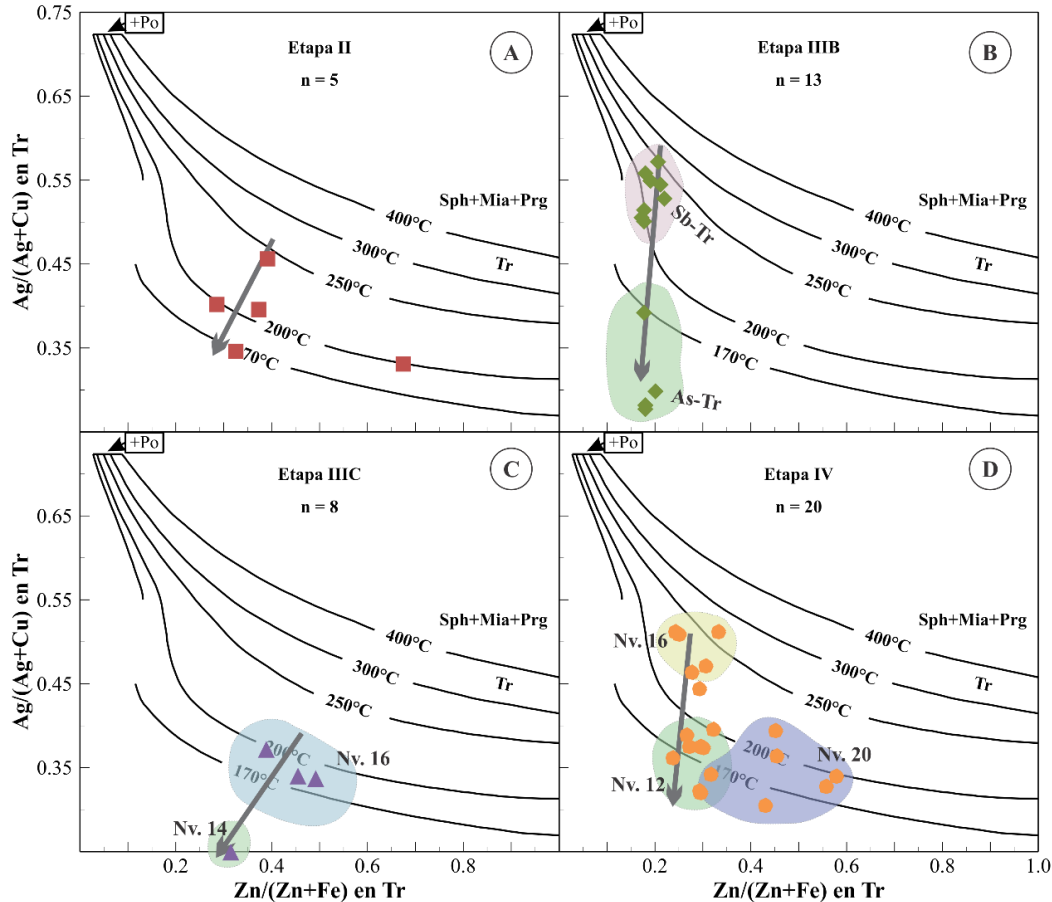 +Po
Etapa II
n = 5
A
Sph+Mia+Prg
400°C
300°C
Tr
250°C
200°C
70°C
Ag/(Ag+Cu) en Tr
0.75
0.65
0.55
0.45
0.35
+Po
Etapa IIIB
n = 13
B
Sph+Mia+Prg
Sb-Tr
400°C
300°C
Tr
250°C
200°C
170°C
As-Tr
+Po
Etapa IIIC
n = 8
C
Sph+Mia+Prg
400°C
300°C
Tr
250°C
200°C
170°C
Nv. 16
Nv. 14
Ag/(Ag+Cu) en Tr
0.65
0.55
0.45
0.35
0.2
0.4
0.6
0.8
Zn/(Zn+Fe) en Tr
+Po
Etapa IV
n = 20
D
Sph+Mia+Prg
Nv. 16
400°C
300°C
Tr
250°C
200°C
170°C
Nv. 20
Nv. 12
0.2
0.4
0.6
0.8
1.0
Zn/(Zn+Fe) en Tr